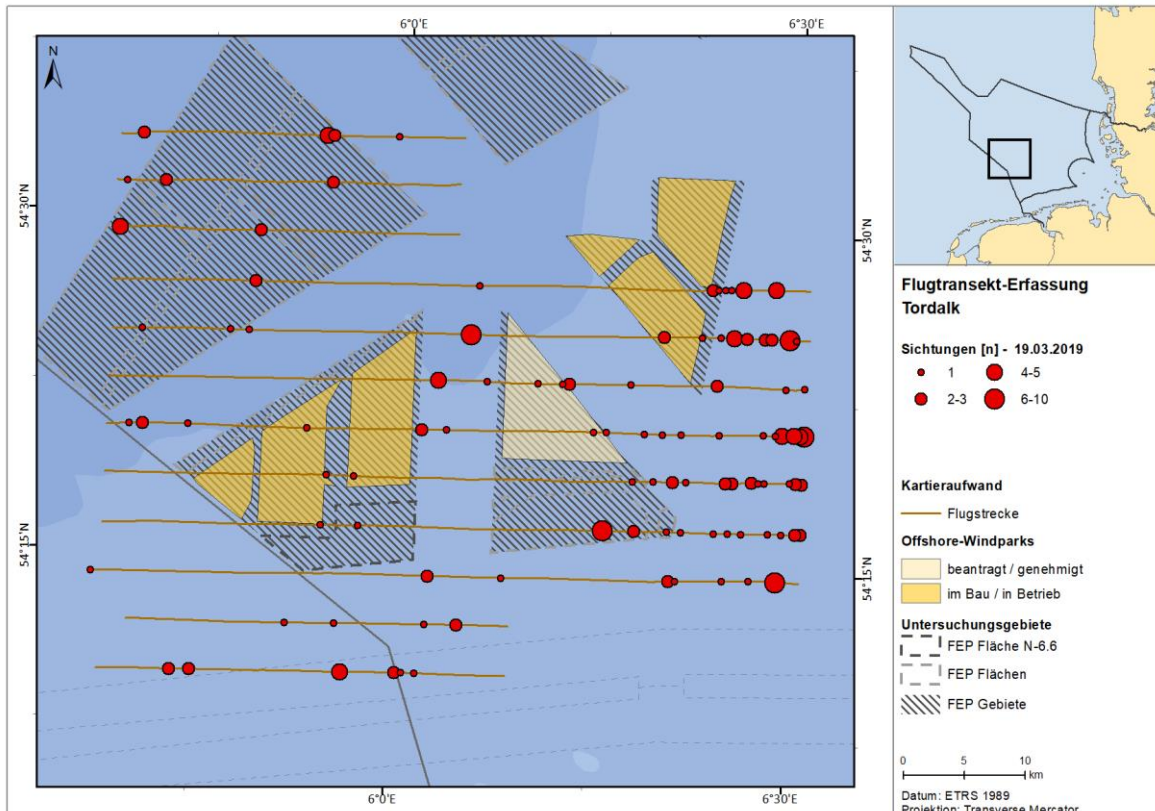 6°0'E
6°30'E
N
54°30'N
54°30'N
54°15'N
54°15'N
6°0'E
6°30'E
Flugtransekt-Erfassung
Tordalk
Sichtungen [n] - 19.03.2019
1
4-5
2-3
6-10
Kartieraufwand
Flugstrecke
Offshore-Windparks
beantragt / genehmigt
im Bau / in Betrieb
Untersuchungsgebiete
FEP Fläche N-6.6
FEP Flächen
FEP Gebiete
0 5 10
km
Datum: ETRS 1989
Projektion: Transverse Mercator